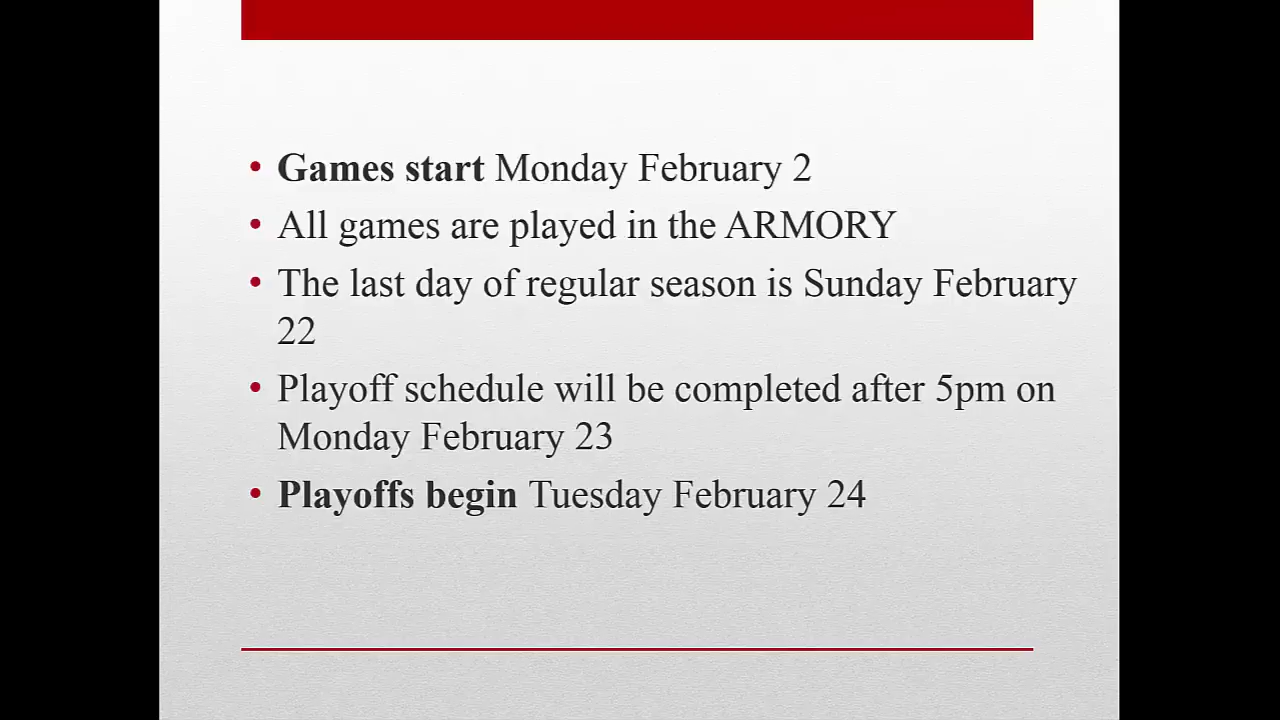 • Games start Monday February 2
• All games are played in the ARMORY
• The last day of regular season is Sunday February
22
• Playoff schedule will be completed after 5pm on
Monday February 23
• Playoffs begin Tuesday February 24